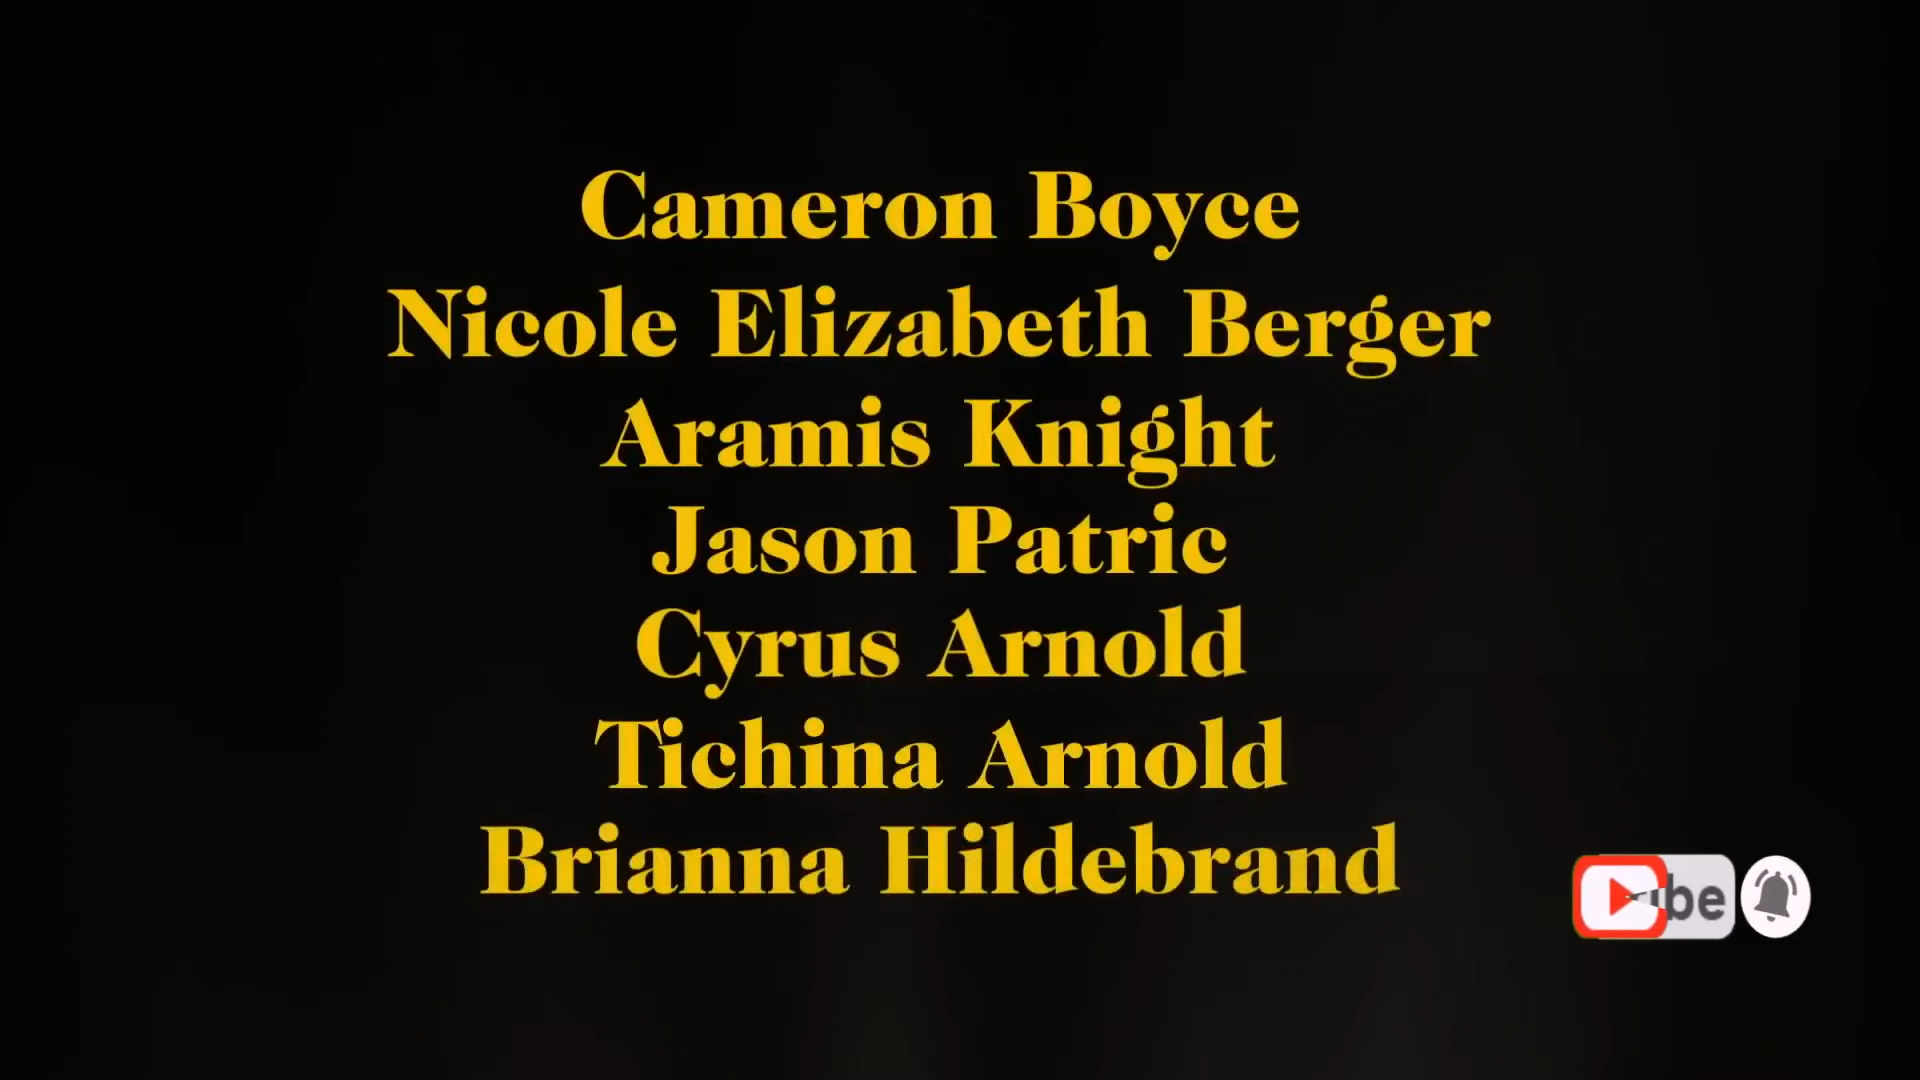 Cameron Boyce
Nicole Elizabeth Berger
Aramis Knight
Jason Patric
Cyrus Arnold
Tichina Arnold
Brianna Hildebrand